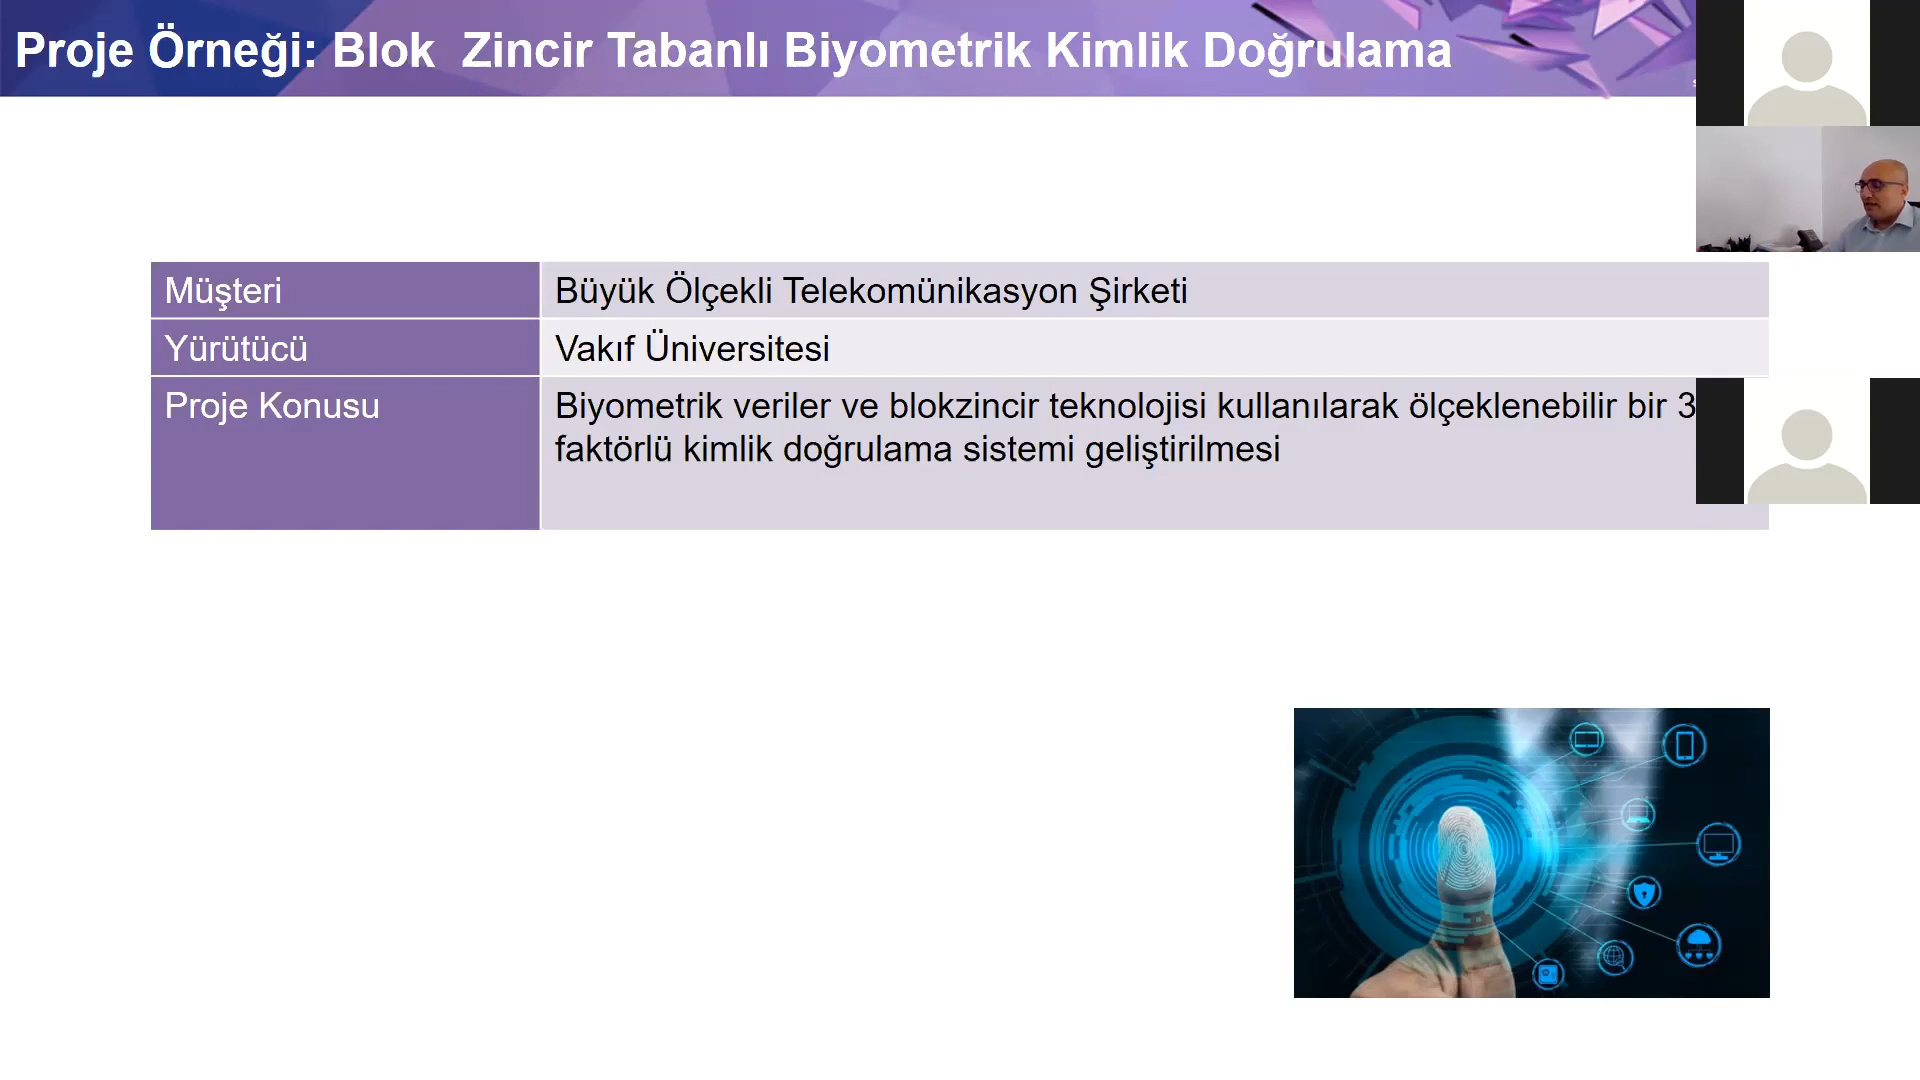 Proje Örneği: Blok  Zincir Tabanlı Biyometrik Kimlik Doğrulama
Müşteri
Büyük Ölçekli Telekomünikasyon Şirketi
Yürütücü
Vakıf Üniversitesi
Proje Konusu
Biyometrik veriler ve blokzincir teknolojisi kullanılarak ölçeklenebilir bir 3
faktörlü kimlik doğrulama sistemi geliştirilmesi